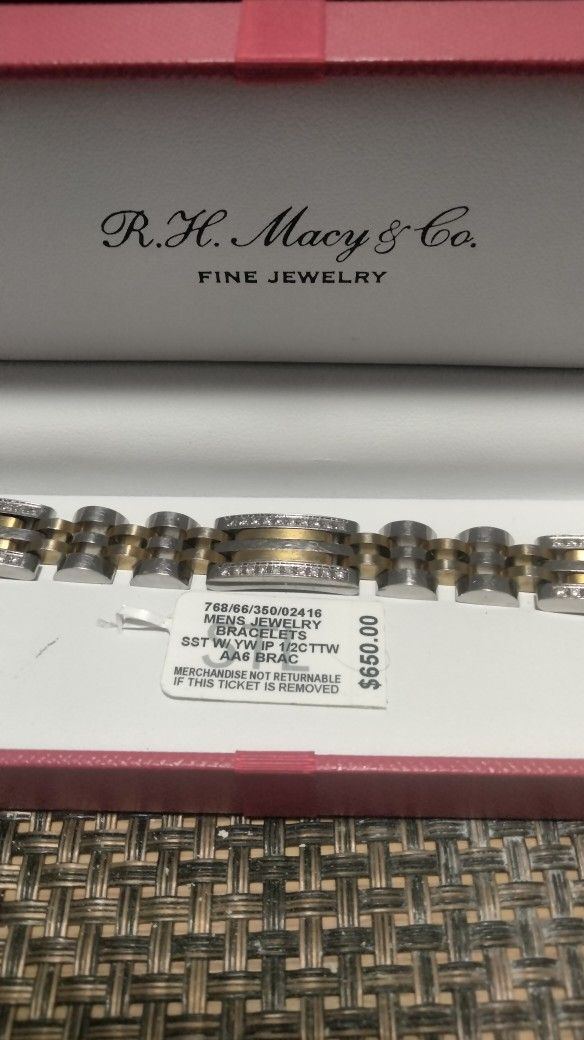 R.H. Macy & Co.
FINE JEWELRY
768/66/350/02416
MENS JEWELRY
BRACELETS
SST W/ YW IP 1/2CTTW
AA6 BRAC
MERCHANDISE NOT RETURNABLE
IF THIS TICKET IS REMOVED
$650.00
STL